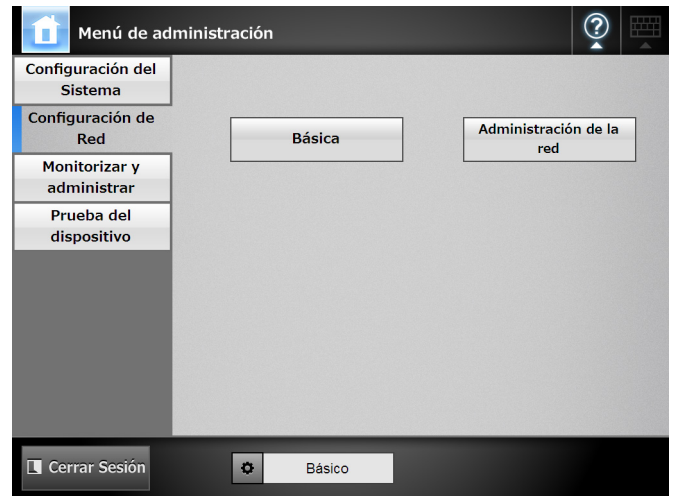 Menú de administración
?
Configuración del
Sistema
Configuración de
Red
Monitorizar y
administrar
Prueba del
dispositivo
Básica
Administración de la
red
Cerrar Sesión
Básico